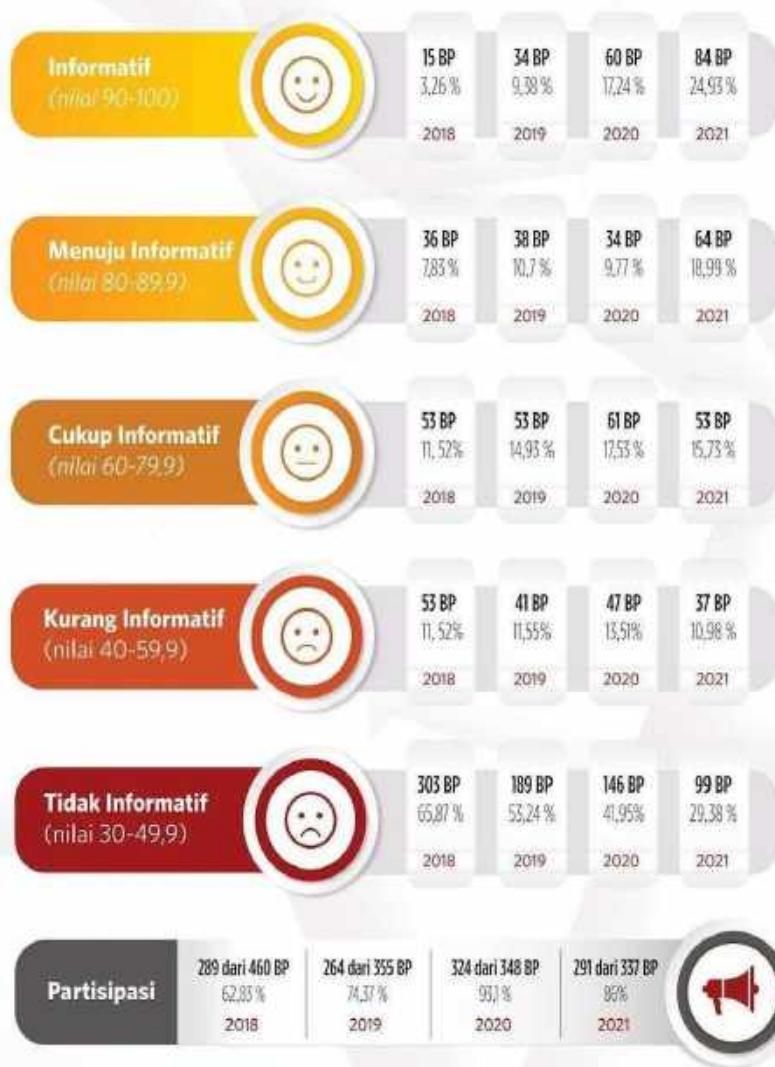 Informatif
(nilai 90-100)
15 BP
3,26 %
2018
34 BP
9,38 %
2019
60 BP
17,24 %
2020
84 BP
24,93 %
2021
Menuju Informatif
(nilai 80-89,9)
36 BP
7,83 %
2018
38 BP
10,7 %
2019
34 BP
9,77 %
2020
64 BP
18,99 %
2021
Cukup Informatif
(nilai 60-79,9)
53 BP
11, 52%
2018
53 BP
14,93 %
2019
61 BP
17,53 %
2020
53 BP
15,73 %
2021
Kurang Informatif
(nilai 40-59,9)
53 BP
11, 52%
2018
41 BP
11,55%
2019
47 BP
13,51%
2020
37 BP
10,98 %
2021
Tidak Informatif
(nilai 30-49,9)
303 BP
65,87 %
2018
189 BP
53,24 %
2019
146 BP
41,95%
2020
99 BP
29,38 %
2021
Partisipasi
289 dari 460 BP
62,83 %
2018
264 dari 355 BP
74,37 %
2019
324 dari 348 BP
93,1 %
2020
291 dari 337 BP
86%
2021